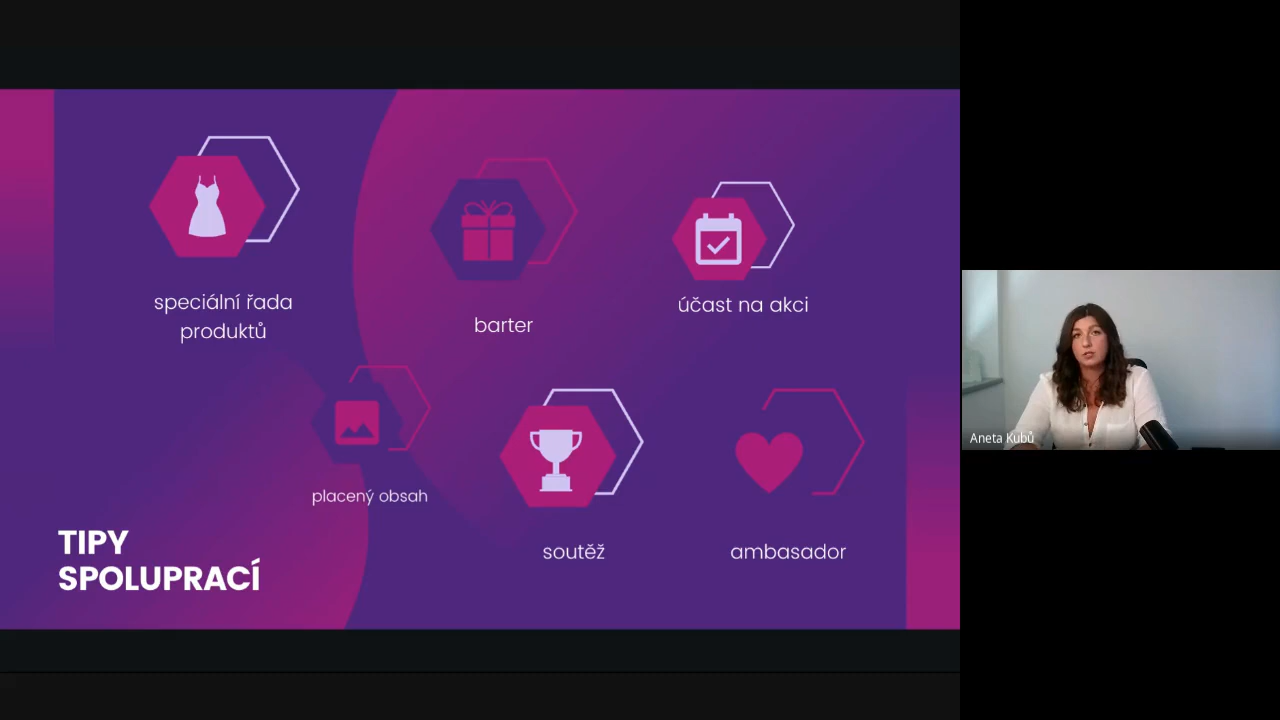 speciální řada
produktů
barter
účast na akci
placený obsah
soutěž
ambasador
TIPY
SPOLUPRACÍ
Aneta Kubů